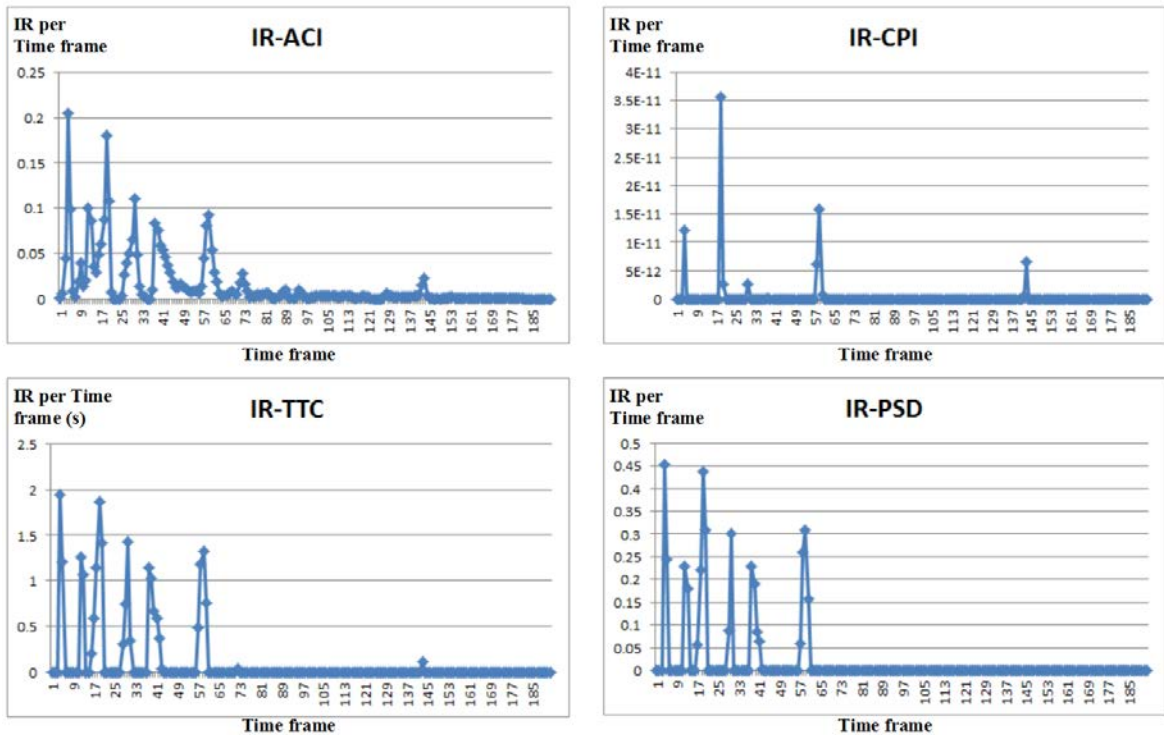 IR per
Time frame
IR-ACI
0.25
0.2
0.15
0.1
0.05
0
1 9 17 25 33 41 49 57 65 73 81 89 97 105 113 121 129 137 145 153 161 169 177 185
Time frame
IR per
Time frame
IR-CPI
4E-11
3.5E-11
3E-11
2.5E-11
2E-11
1.5E-11
1E-11
5E-12
0
1 9 17 25 33 41 49 57 65 73 81 89 97 105 113 121 129 137 145 153 161 169 177 185
Time frame
IR per Time
frame (s)
IR-TTC
2.5
2
1.5
1
0.5
0
1 9 17 25 33 41 49 57 65 73 81 89 97 105 113 121 129 137 145 153 161 169 177 185
Time frame
IR per
Time frame
IR-PSD
0.5
0.45
0.4
0.35
0.3
0.25
0.2
0.15
0.1
0.05
0
1 9 17 25 33 41 49 57 65 73 81 89 97 105 113 121 129 137 145 153 161 169 177 185
Time frame